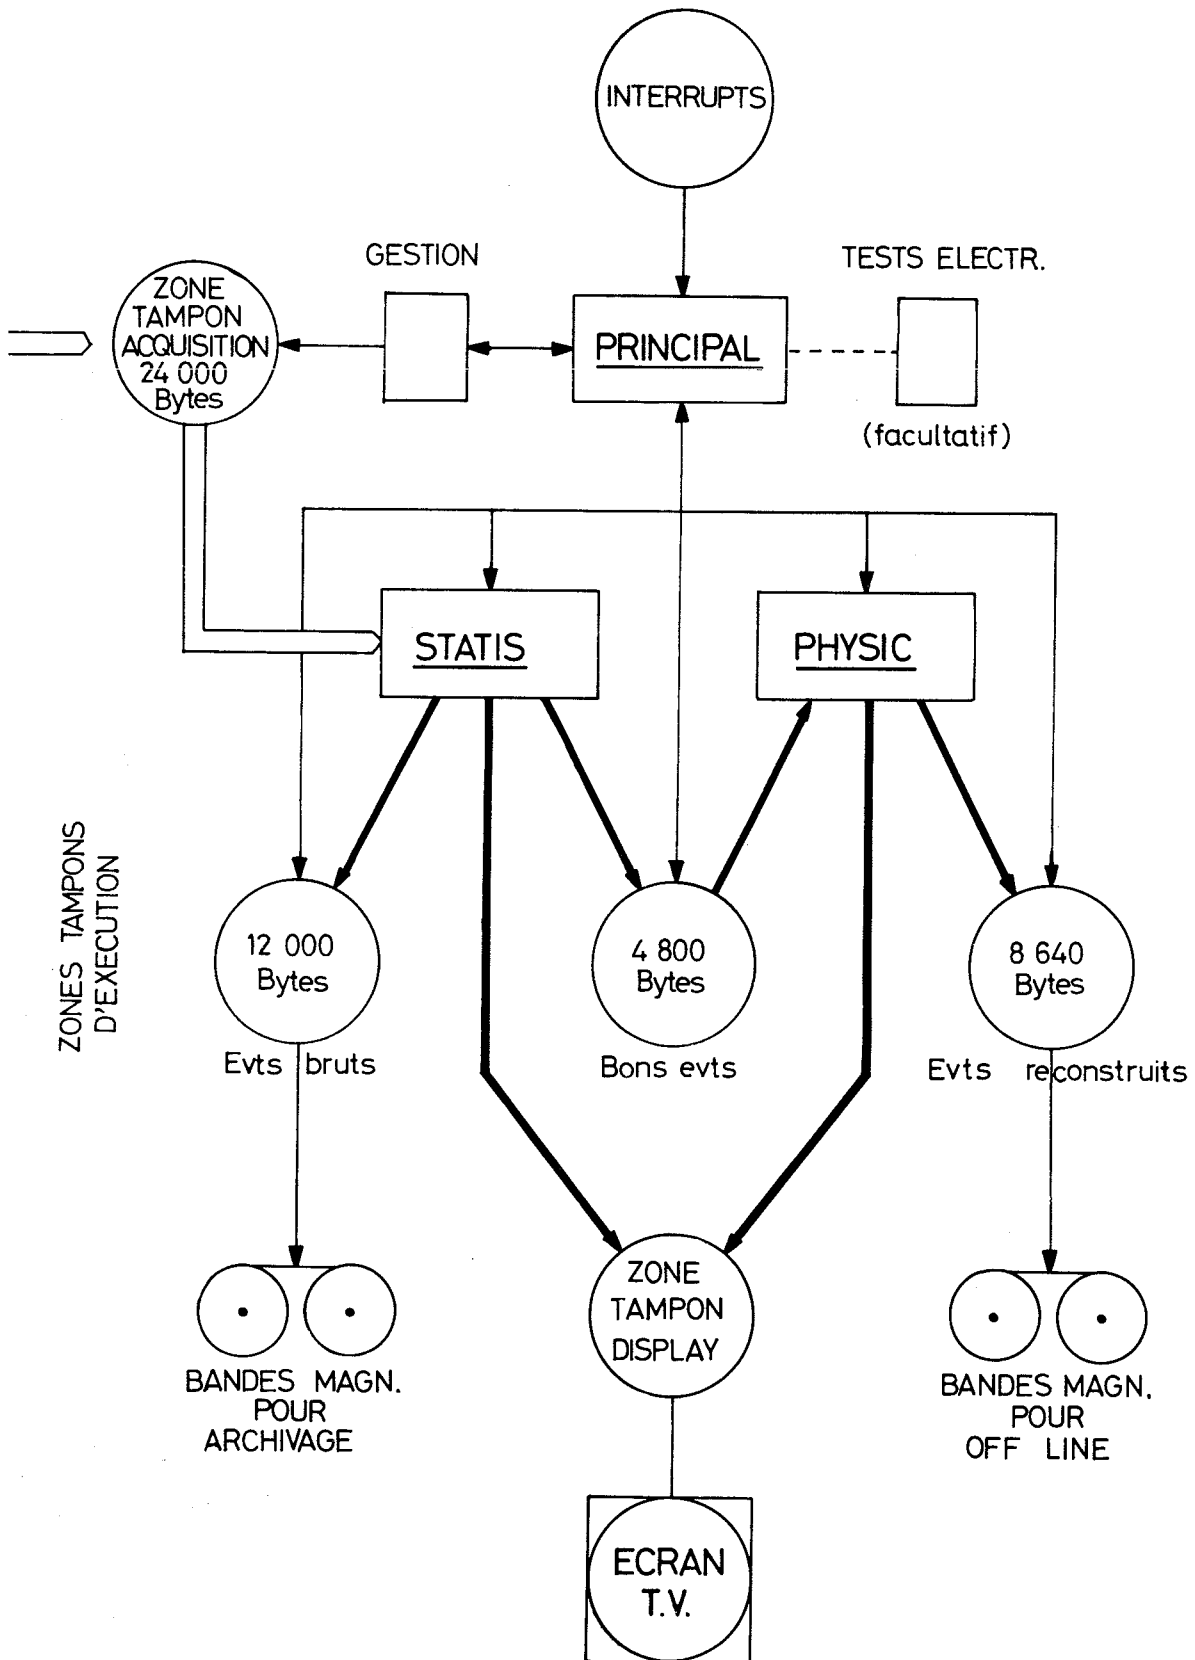 INTERRUPTS
GESTION
TESTS ELECTR.
ZONE
TAMPON
ACQUISITION
24 000
Bytes
PRINCIPAL
(facultatif)
STATIS
PHYSIC
ZONES TAMPONS
D'EXECUTION
12 000
Bytes
4 800
Bytes
8 640
Bytes
Evts bruts
Bons evts
Evts reconstruits
ZONE
TAMPON
DISPLAY
BANDES MAGN.
POUR
ARCHIVAGE
BANDES MAGN.
POUR
OFF LINE
ECRAN
T.V.